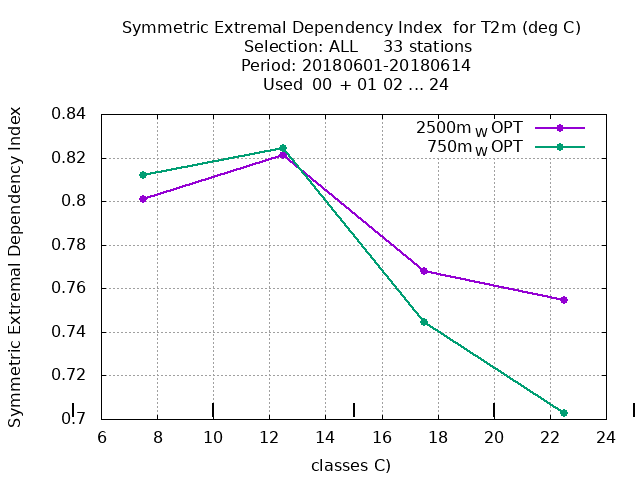 Symmetric Extremal Dependency Index for T2m (deg C)
Selection: ALL 33 stations
Period: 20180601-20180614
Used 00 + 01 02 ... 24
Symmetric Extremal Dependency Index
0.84
0.82
0.8
0.78
0.76
0.74
0.72
0.7
2500m_W OPT
750m_W OPT
6 8 10 12 14 16 18 20 22 24
classes C)